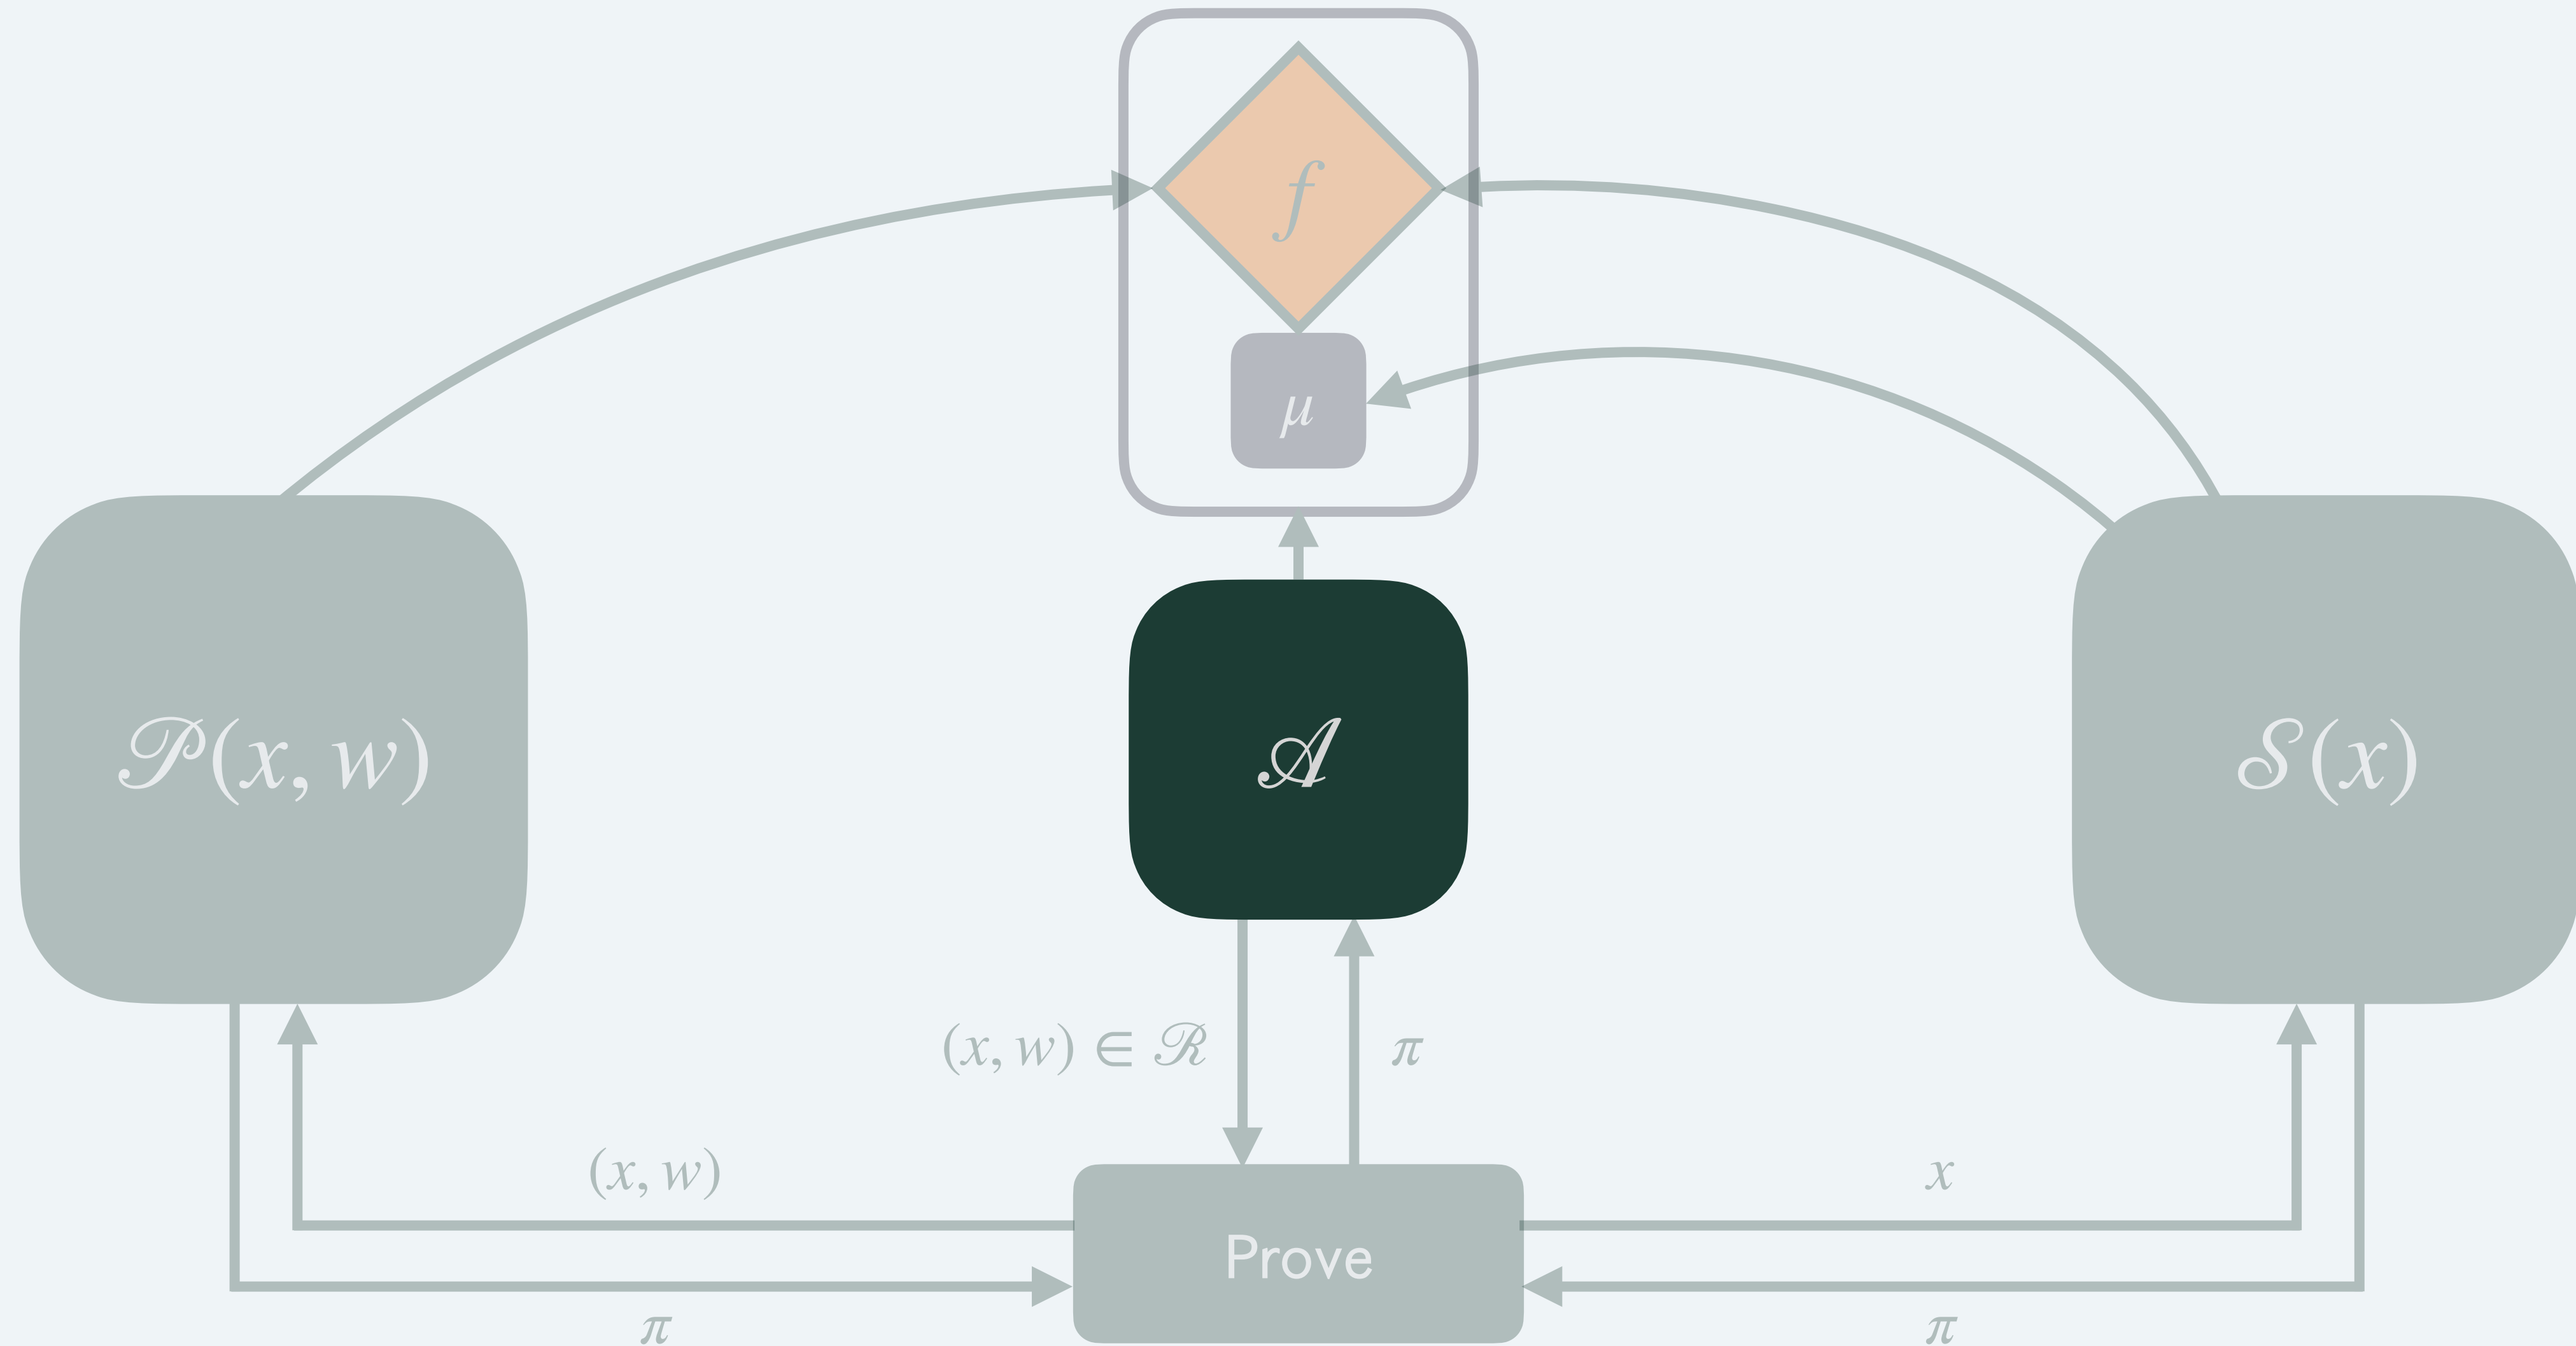 f
μ
𝒫(x, w)
𝒜
𝒮(x)
(x, w) ∈ ℛ
π
(x, w)
x
Prove
π
π